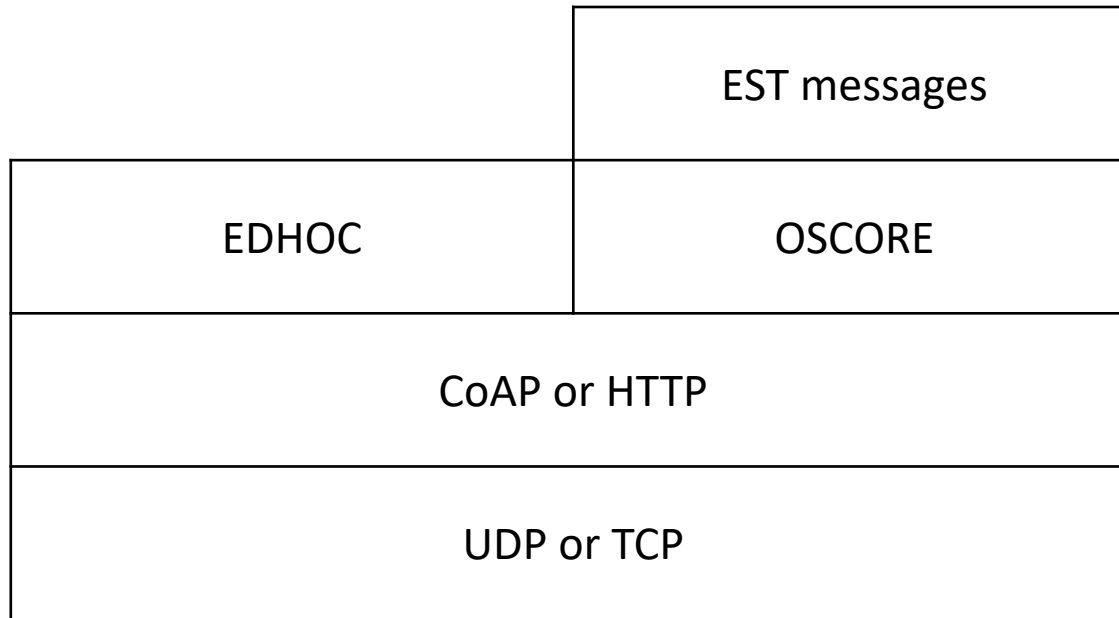 EST messages
EDHOC
OSCORE
CoAP or HTTP
UDP or TCP